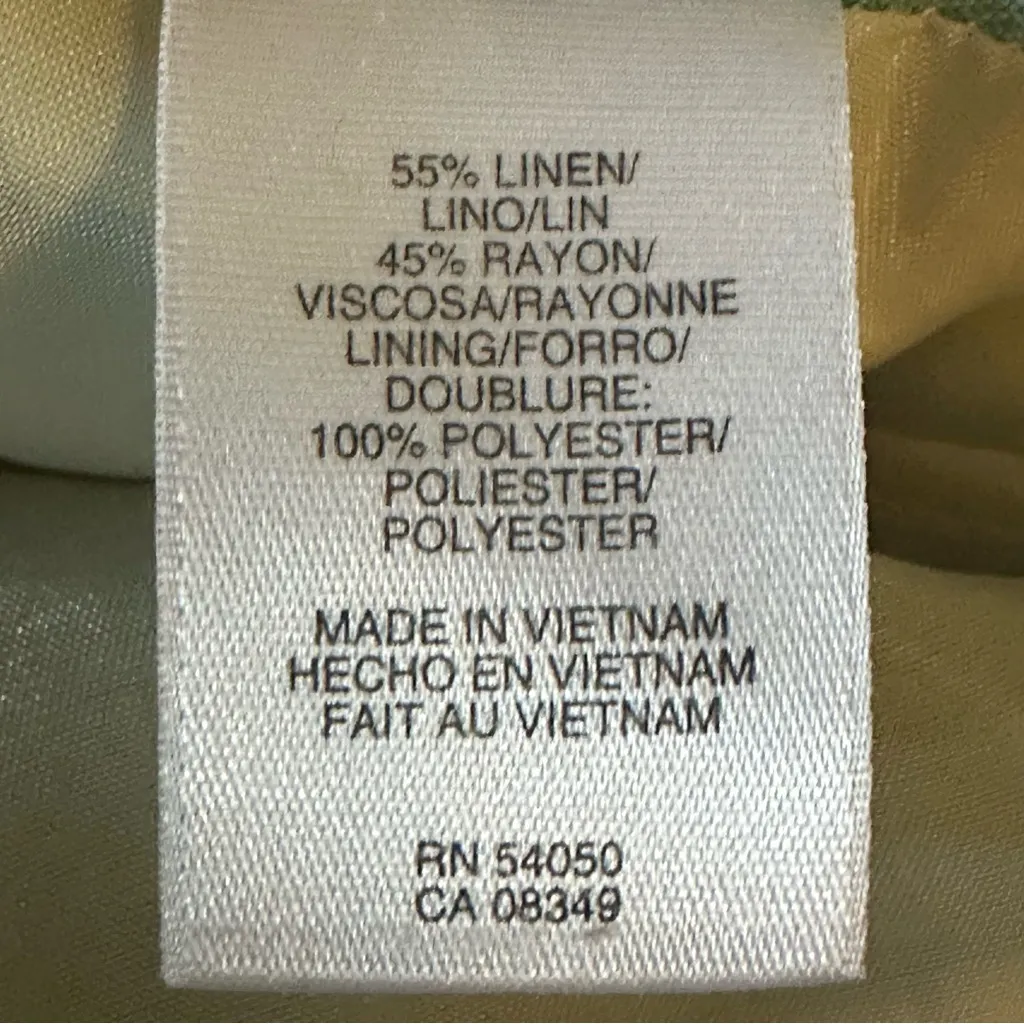 55% LINEN/
LINO/LIN
45% RAYON/
VISCOSA/RAYONNE
LINING/FORRO/
DOUBLURE:
100% POLYESTER/
POLIESTER/
POLYESTER
MADE IN VIETNAM
HECHO EN VIETNAM
FAIT AU VIETNAM
RN 54050
CA 08349